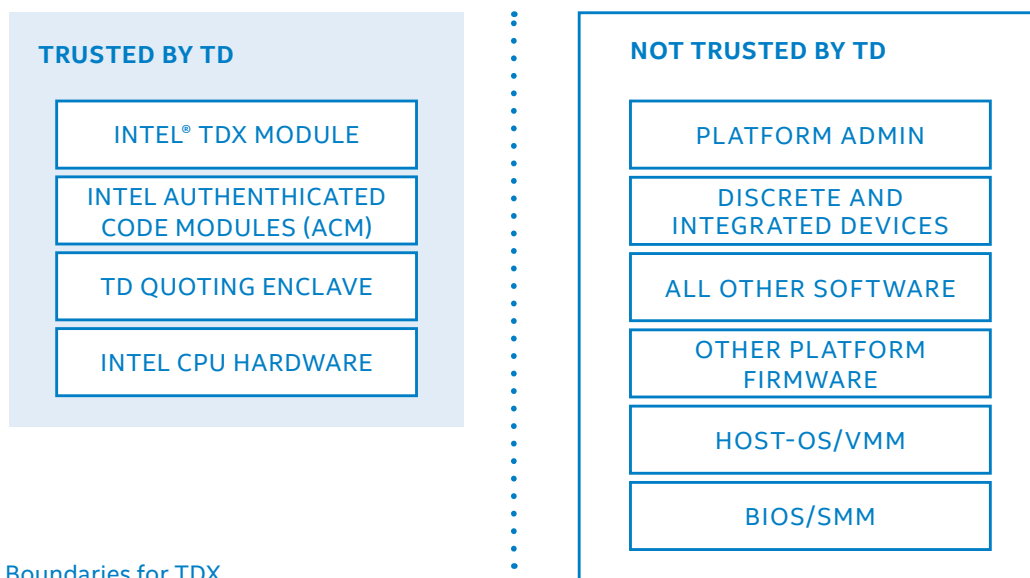 TRUSTED BY TD
INTEL® TDX MODULE
INTEL AUTHENTHICATED
CODE MODULES (ACM)
TD QUOTING ENCLAVE
INTEL CPU HARDWARE
NOT TRUSTED BY TD
PLATFORM ADMIN
DISCRETE AND
INTEGRATED DEVICES
ALL OTHER SOFTWARE
OTHER PLATFORM
FIRMWARE
HOST-OS/VMM
BIOS/SMM
Boundaries for TDX